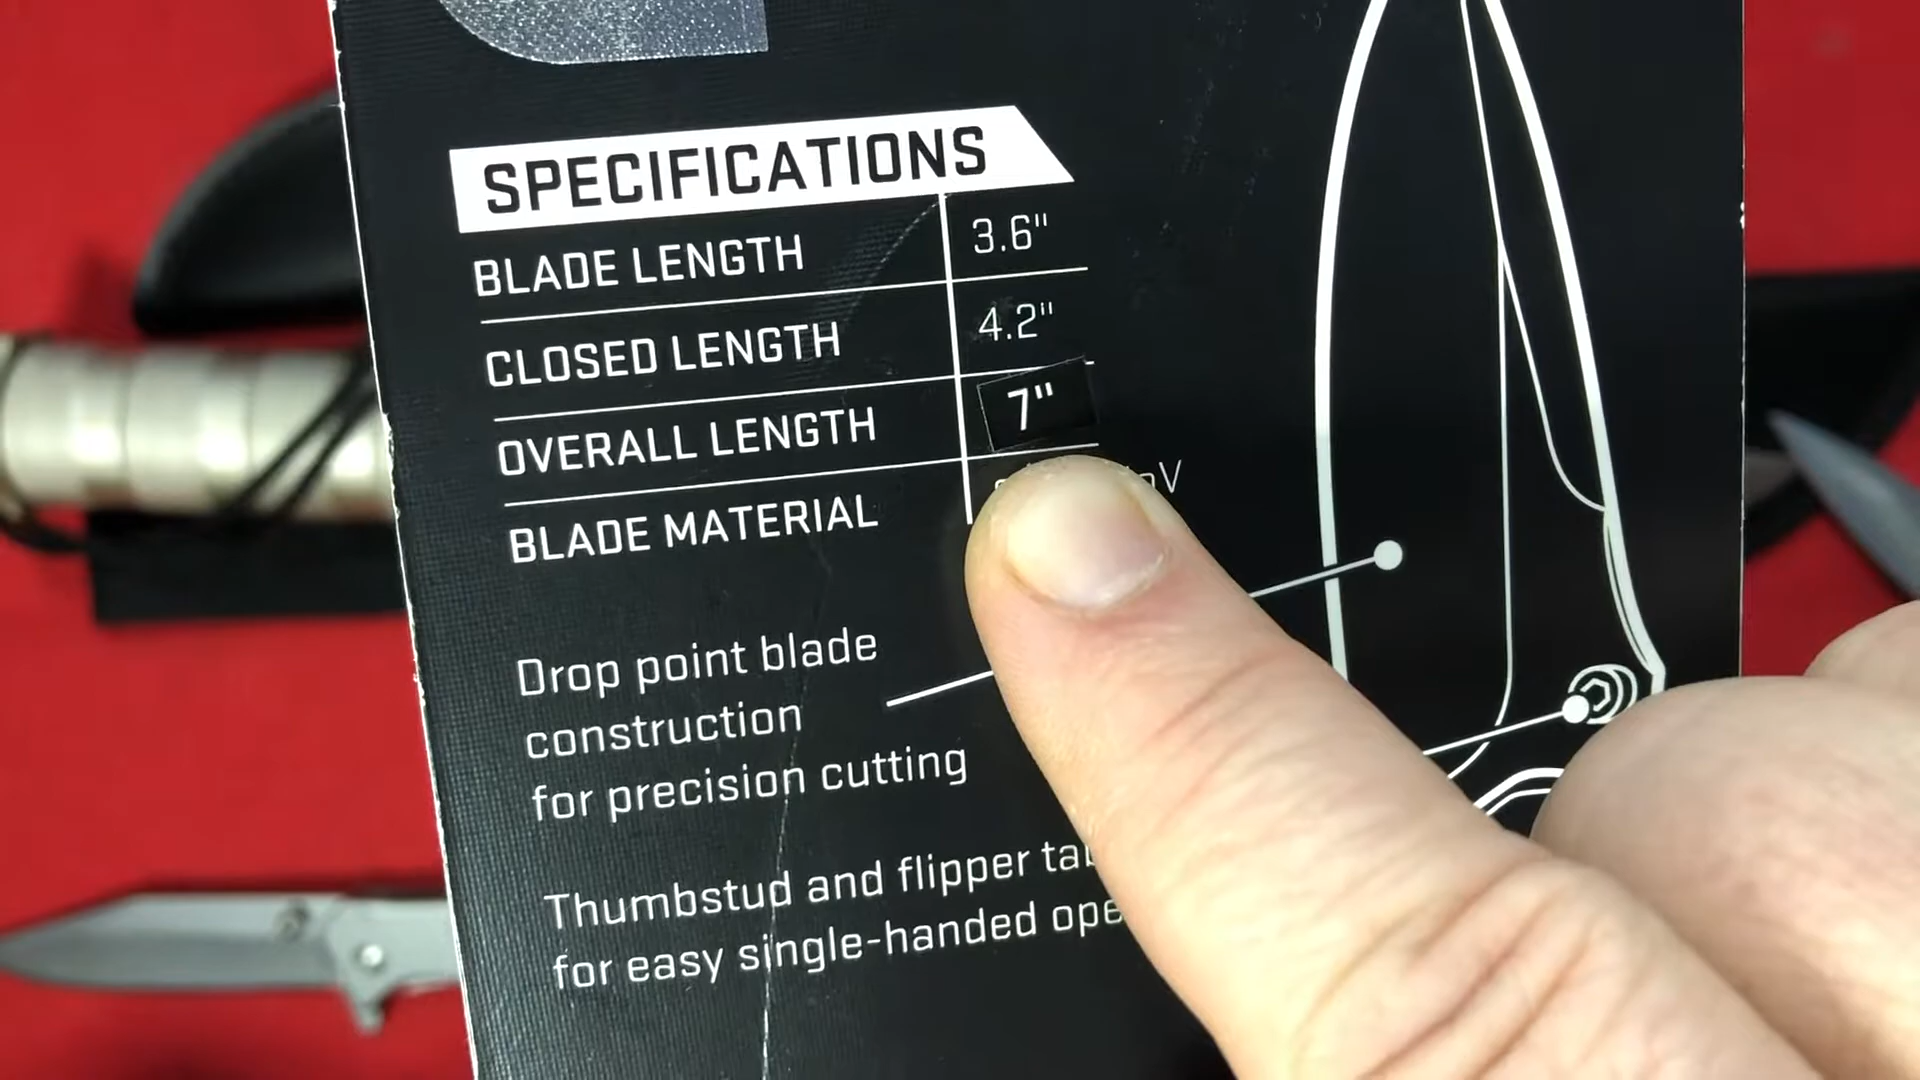 SPECIFICATIONS
BLADE LENGTH 3.6"
CLOSED LENGTH 4.2"
OVERALL LENGTH 7"
BLADE MATERIAL
Drop point blade
construction
for precision cutting
Thumbstud and flipper
for easy single-handed